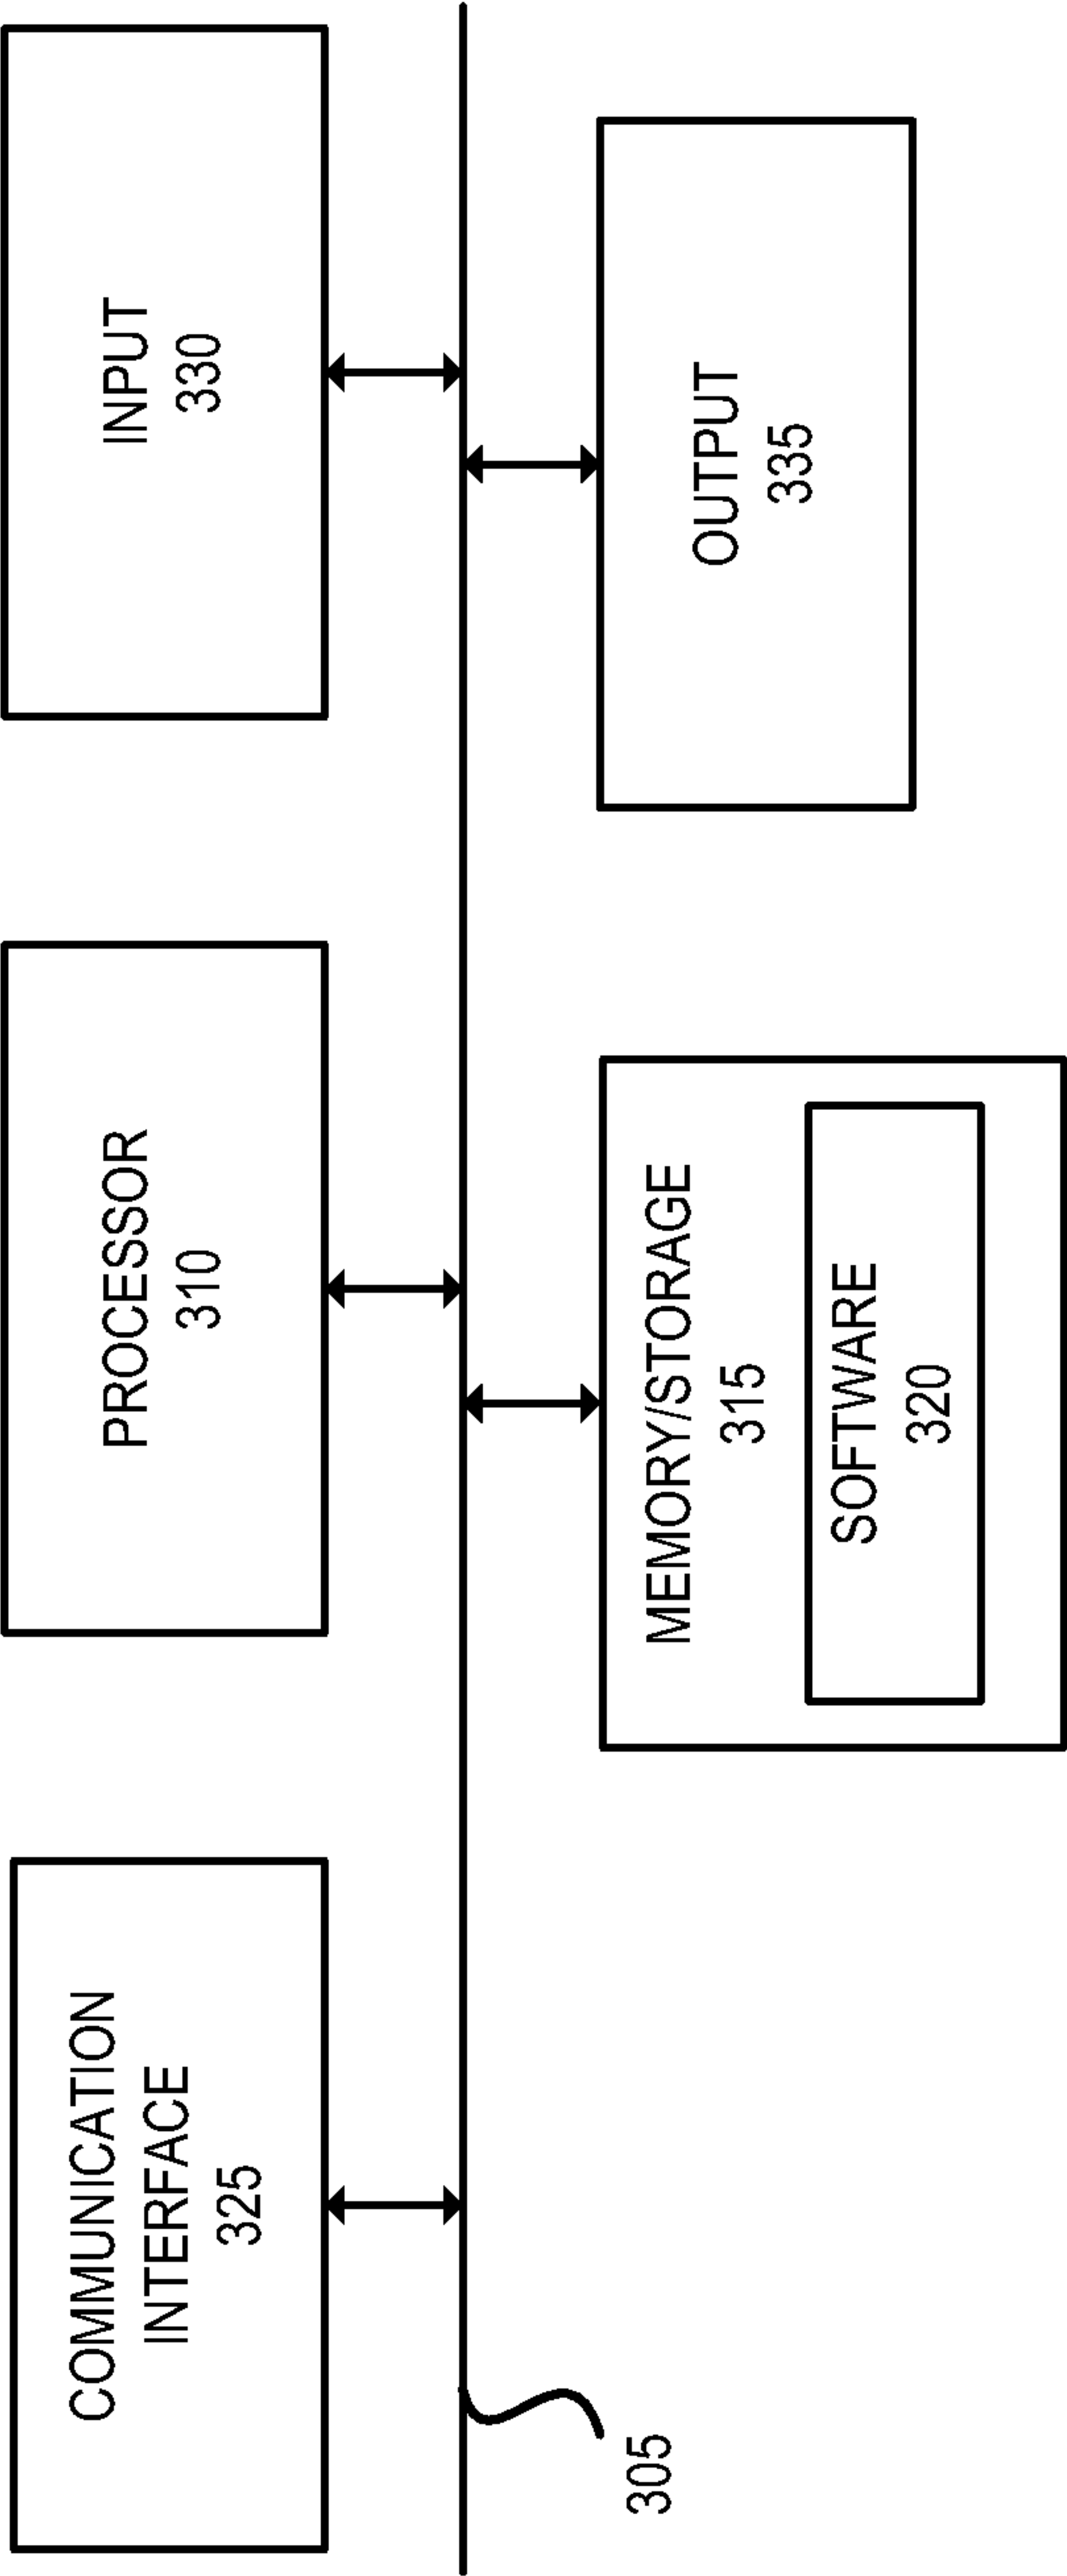 COMMUNICATION
INTERFACE
325
PROCESSOR
310
INPUT
330
305
MEMORY/STORAGE
315
SOFTWARE
320
OUTPUT
335